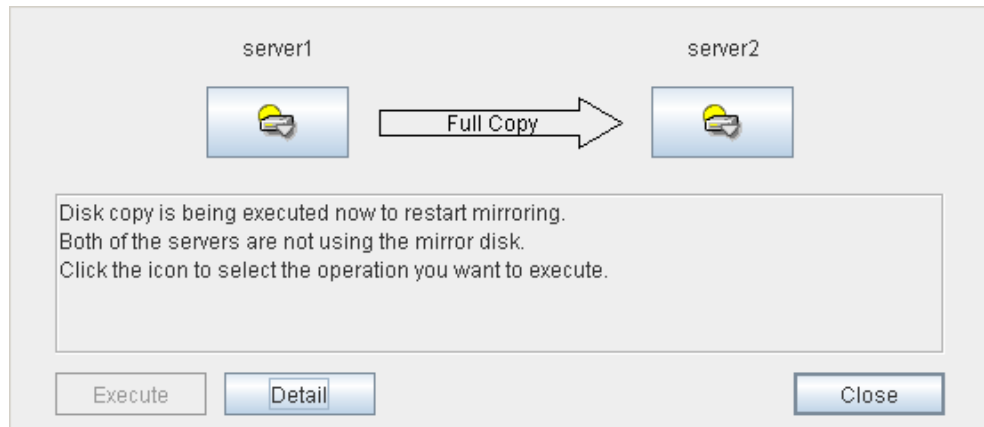 server1
server2
Full Copy
Disk copy is being executed now to restart mirroring.
Both of the servers are not using the mirror disk.
Click the icon to select the operation you want to execute.
Execute
Detail
Close